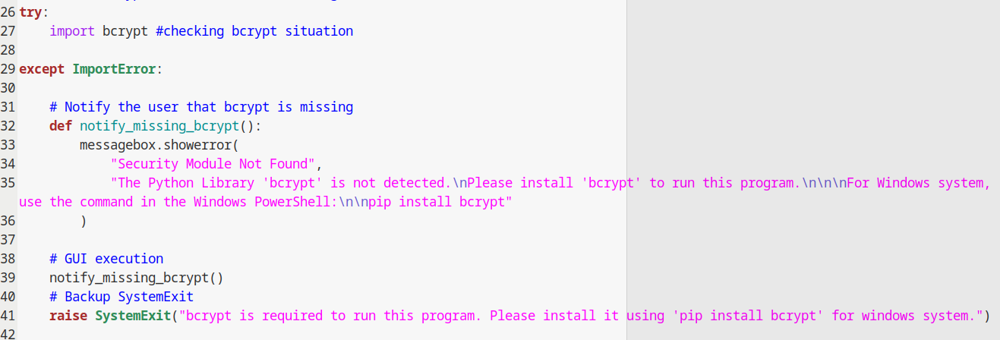 26 try:
27     import bcrypt #checking bcrypt situation
28
29 except ImportError:
30
31     # Notify the user that bcrypt is missing
32     def notify_missing_bcrypt():
33         messagebox.showerror(
34             "Security Module Not Found",
35             "The Python Library 'bcrypt' is not detected.\nPlease install 'bcrypt' to run this program.\n\n\nFor Windows system,
use the command in the Windows PowerShell:\n\npip install bcrypt"
36         )
37
38     # GUI execution
39     notify_missing_bcrypt()
40     # Backup SystemExit
41     raise SystemExit("bcrypt is required to run this program. Please install it using 'pip install bcrypt' for windows system.")
42